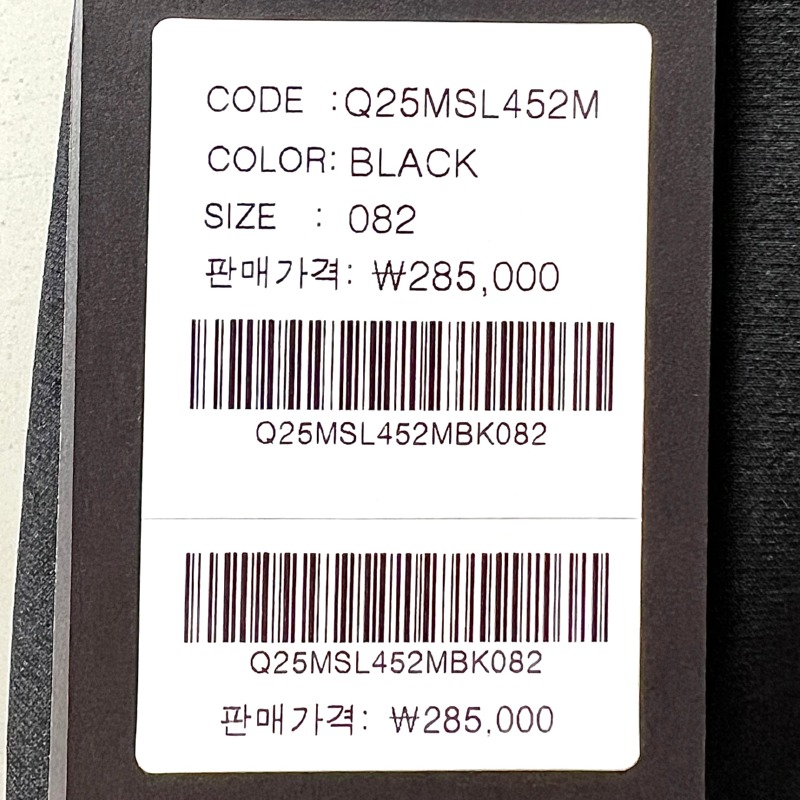 CODE :Q25MSL452M
COLOR: BLACK
SIZE : 082
판매가격: ₩285,000
Q25MSL452MBK082
Q25MSL452MBK082
판매가격: ₩285,000